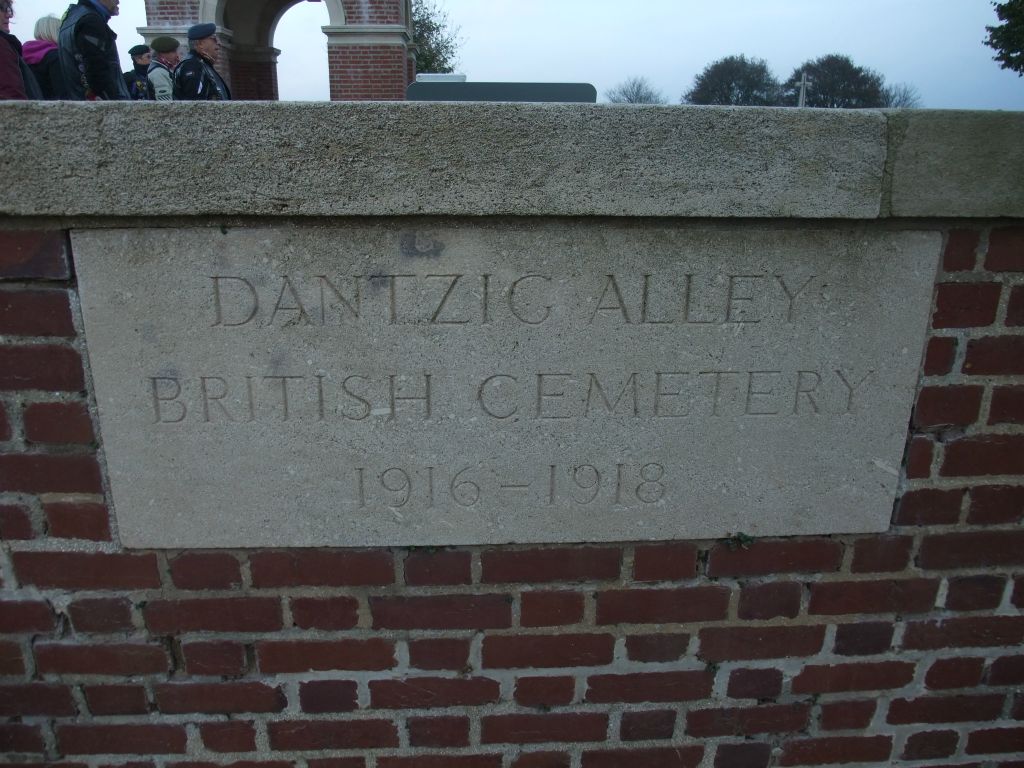 DANTZIG ALLEY
BRITISH CEMETERY
1916-1918